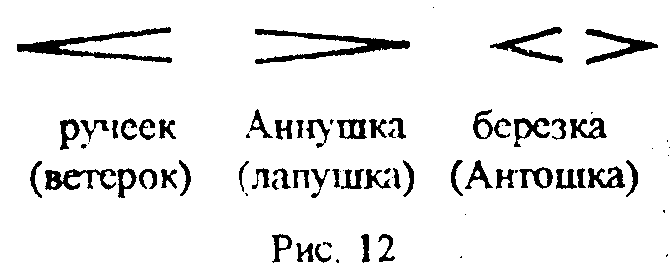 ручеек Аннушка березка
(ветерок) (лапушка) (Антошка)
Рис. 12